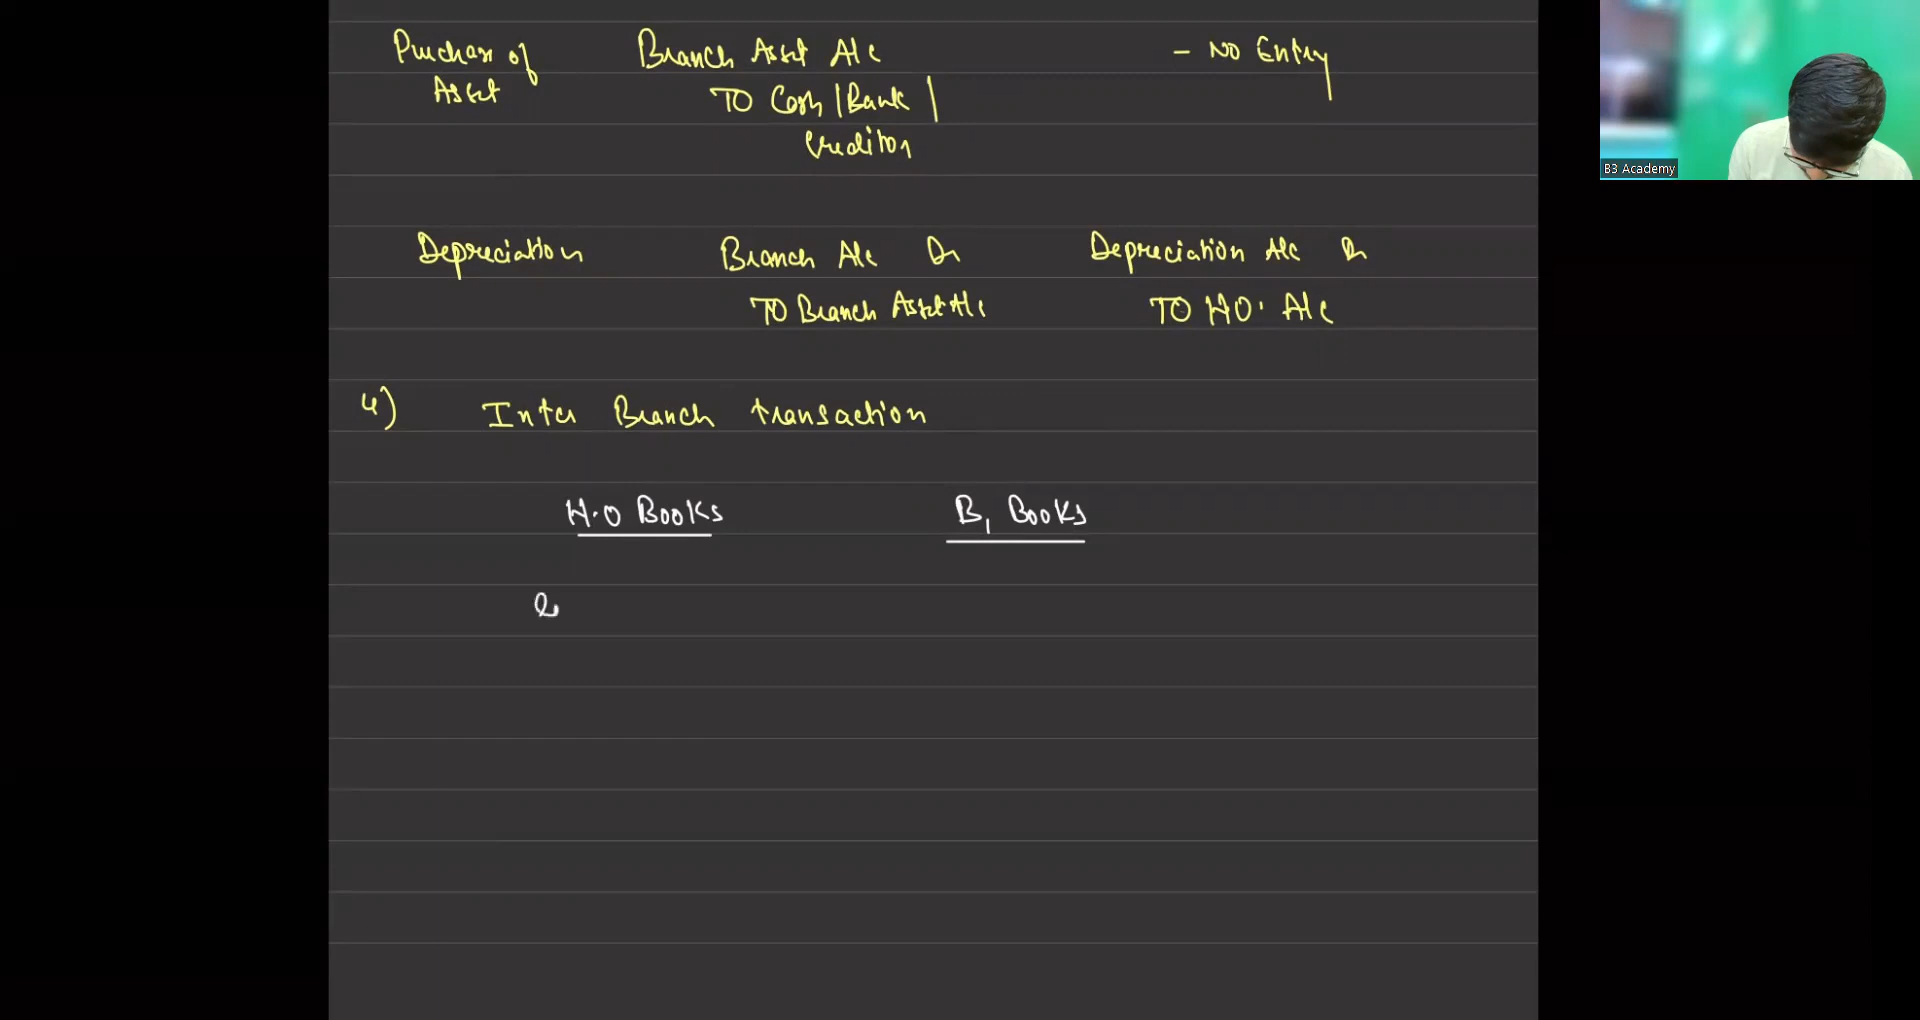 Purchase of Branch Asset A/c - No Entry
Asset To Cash | Bank |
Creditor
B3 Academy
Depreciation Branch A/c Dr Depreciation A/c Dr
To Branch Asset A/c To HO. A/c
4) Inter Branch transaction
H.O Books B1 Books